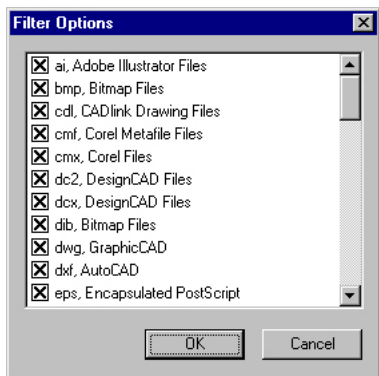 Filter Options
ai, Adobe Illustrator Files
bmp, Bitmap Files
cdl, CADlink Drawing Files
cmf, Corel Metafile Files
cmx, Corel Files
dc2, DesignCAD Files
dcx, DesignCAD Files
dib, Bitmap Files
dwg, GraphicCAD
dxf, AutoCAD
eps, Encapsulated PostScript
OK Cancel